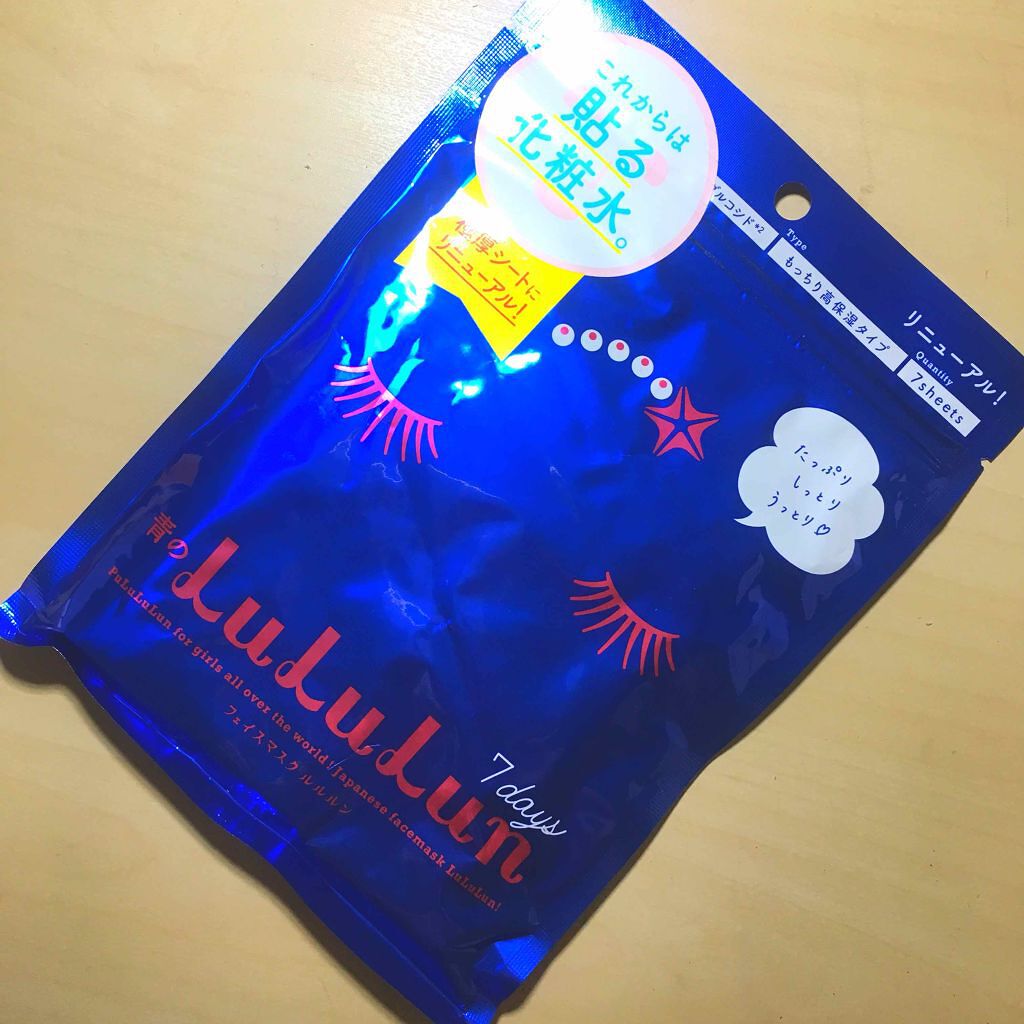 これからは
貼る
化粧水。
厚シートに
リニューアル!
グルコシド*2
Type
もっちり高保湿タイプ
リニューアル!
Quantity
7sheets
たっぷり
しっとり
うっとり♡
青の
LuLuLun
7days
PuLuLuLun for girls all over the world! Japanese facemask LuLuLun!
フェイスマスク ルルルン